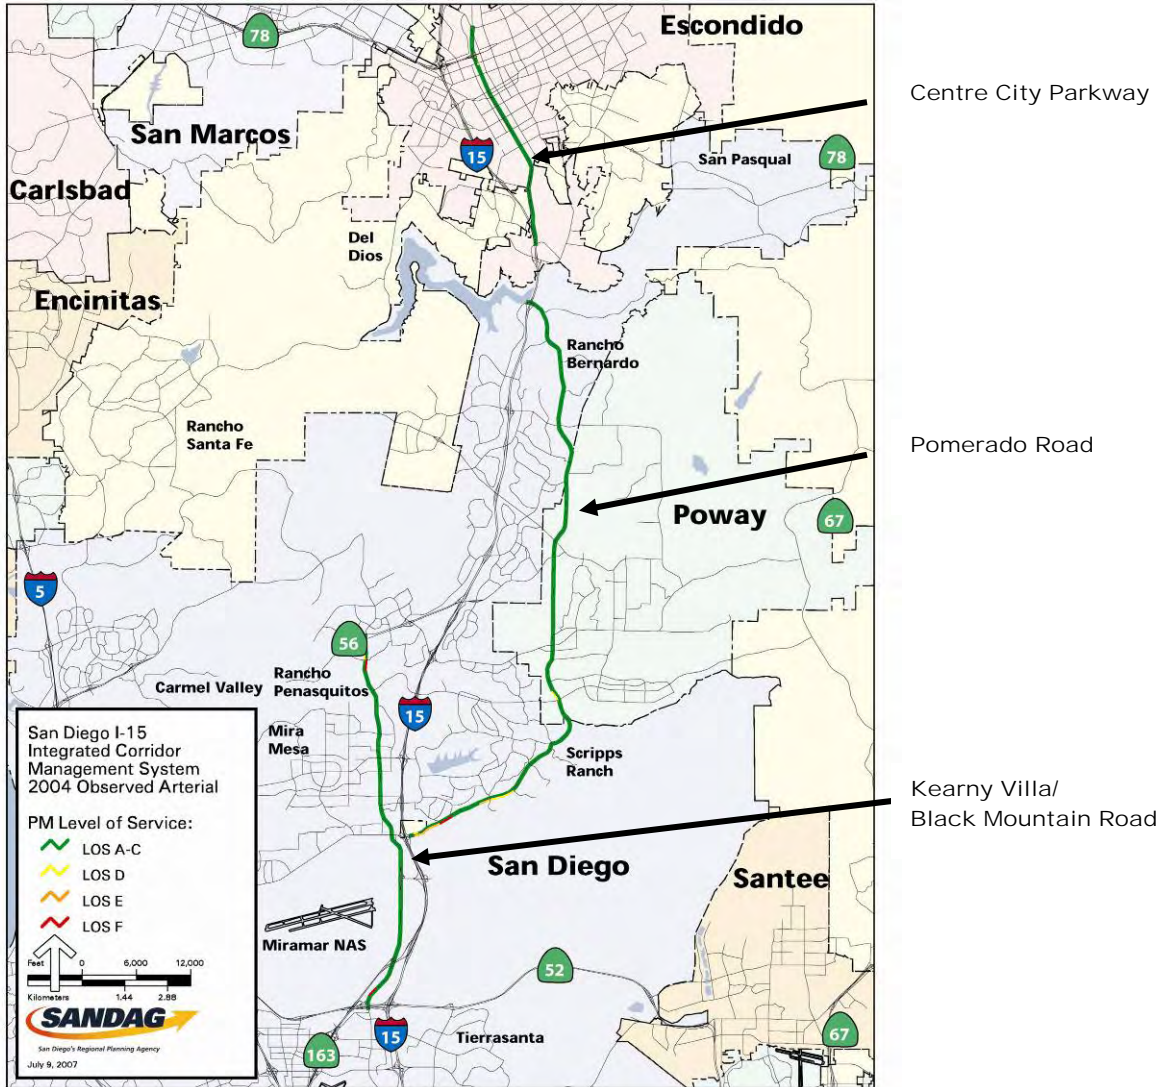 78
Escondido
Centre City Parkway
San Marcos
15
San Pasqual
78
Carlsbad
Del
Dios
Encinitas
Rancho
Bernardo
Rancho
Santa Fe
Pomerado Road
Poway
67
5
56
Rancho
Penasquitos
Carmel Valley
15
Mira
Mesa
Scripps
Ranch
Kearny Villa/
Black Mountain Road
San Diego
Santee
Miramar NAS
52
Tierrasanta
163
15
67
San Diego I-15
Integrated Corridor
Management System
2004 Observed Arterial
PM Level of Service:
LOS A-C
LOS D
LOS E
LOS F
Feet 0 6,000 12,000
Kilometers 1.44 2.88
SANDAG
San Diego's Regional Planning Agency
July 9, 2007